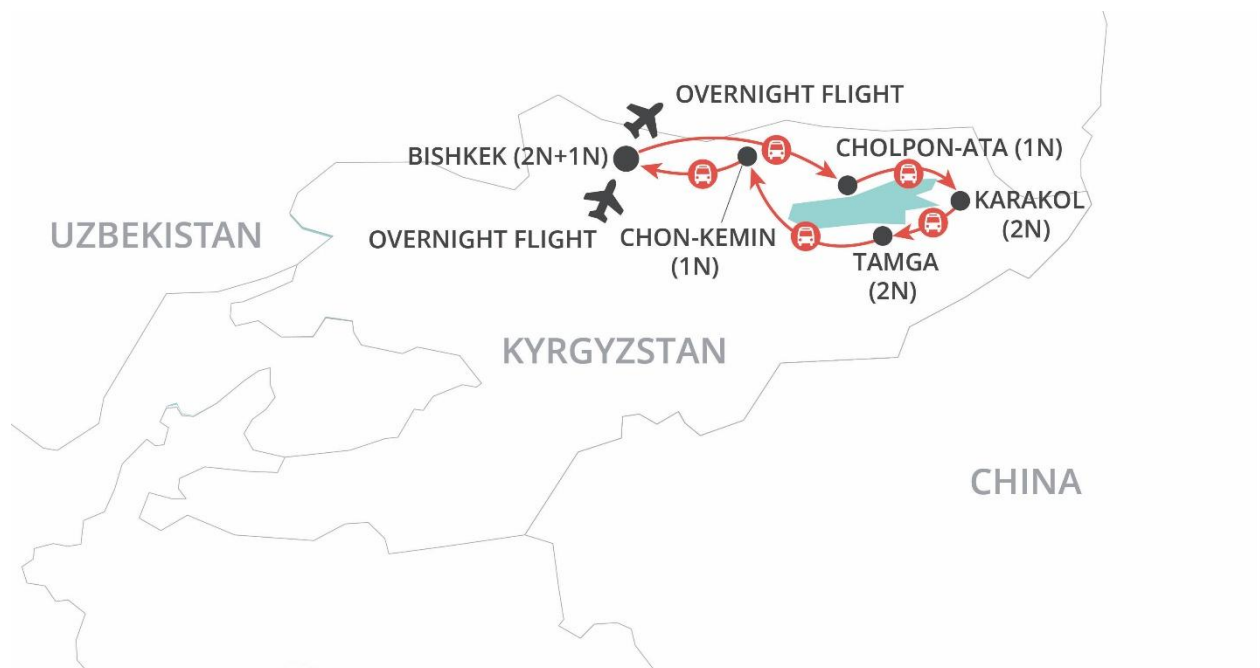 OVERNIGHT FLIGHT
BISHKEK (2N+1N)
CHOLPON-ATA (1N)
KARAKOL
(2N)
UZBEKISTAN
OVERNIGHT FLIGHT
CHON-KEMIN
(1N)
TAMGA
(2N)
KYRGYZSTAN
CHINA